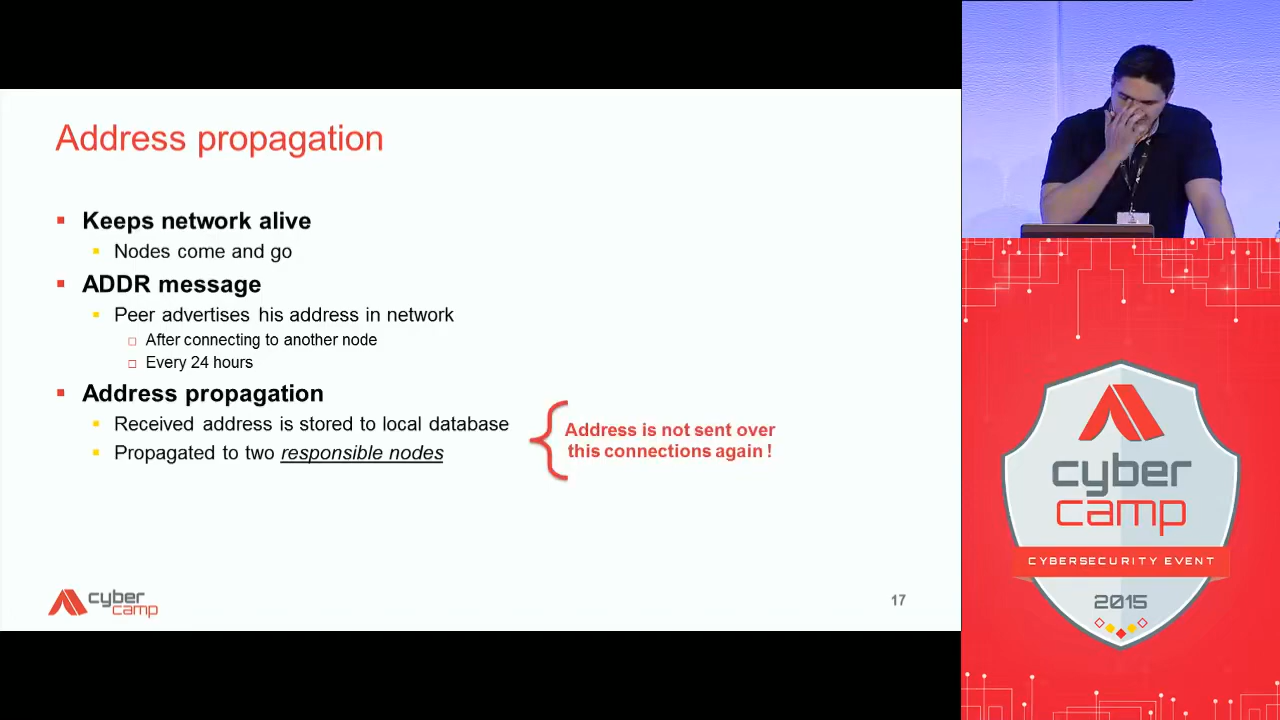 Address propagation
Keeps network alive
Nodes come and go
ADDR message
Peer advertises his address in network
After connecting to another node
Every 24 hours
Address propagation
Received address is stored to local database
Propagated to two responsible nodes
Address is not sent over
this connections again !
cyber
camp
17
cyber
camp
CYBERSECURITY EVENT
2015